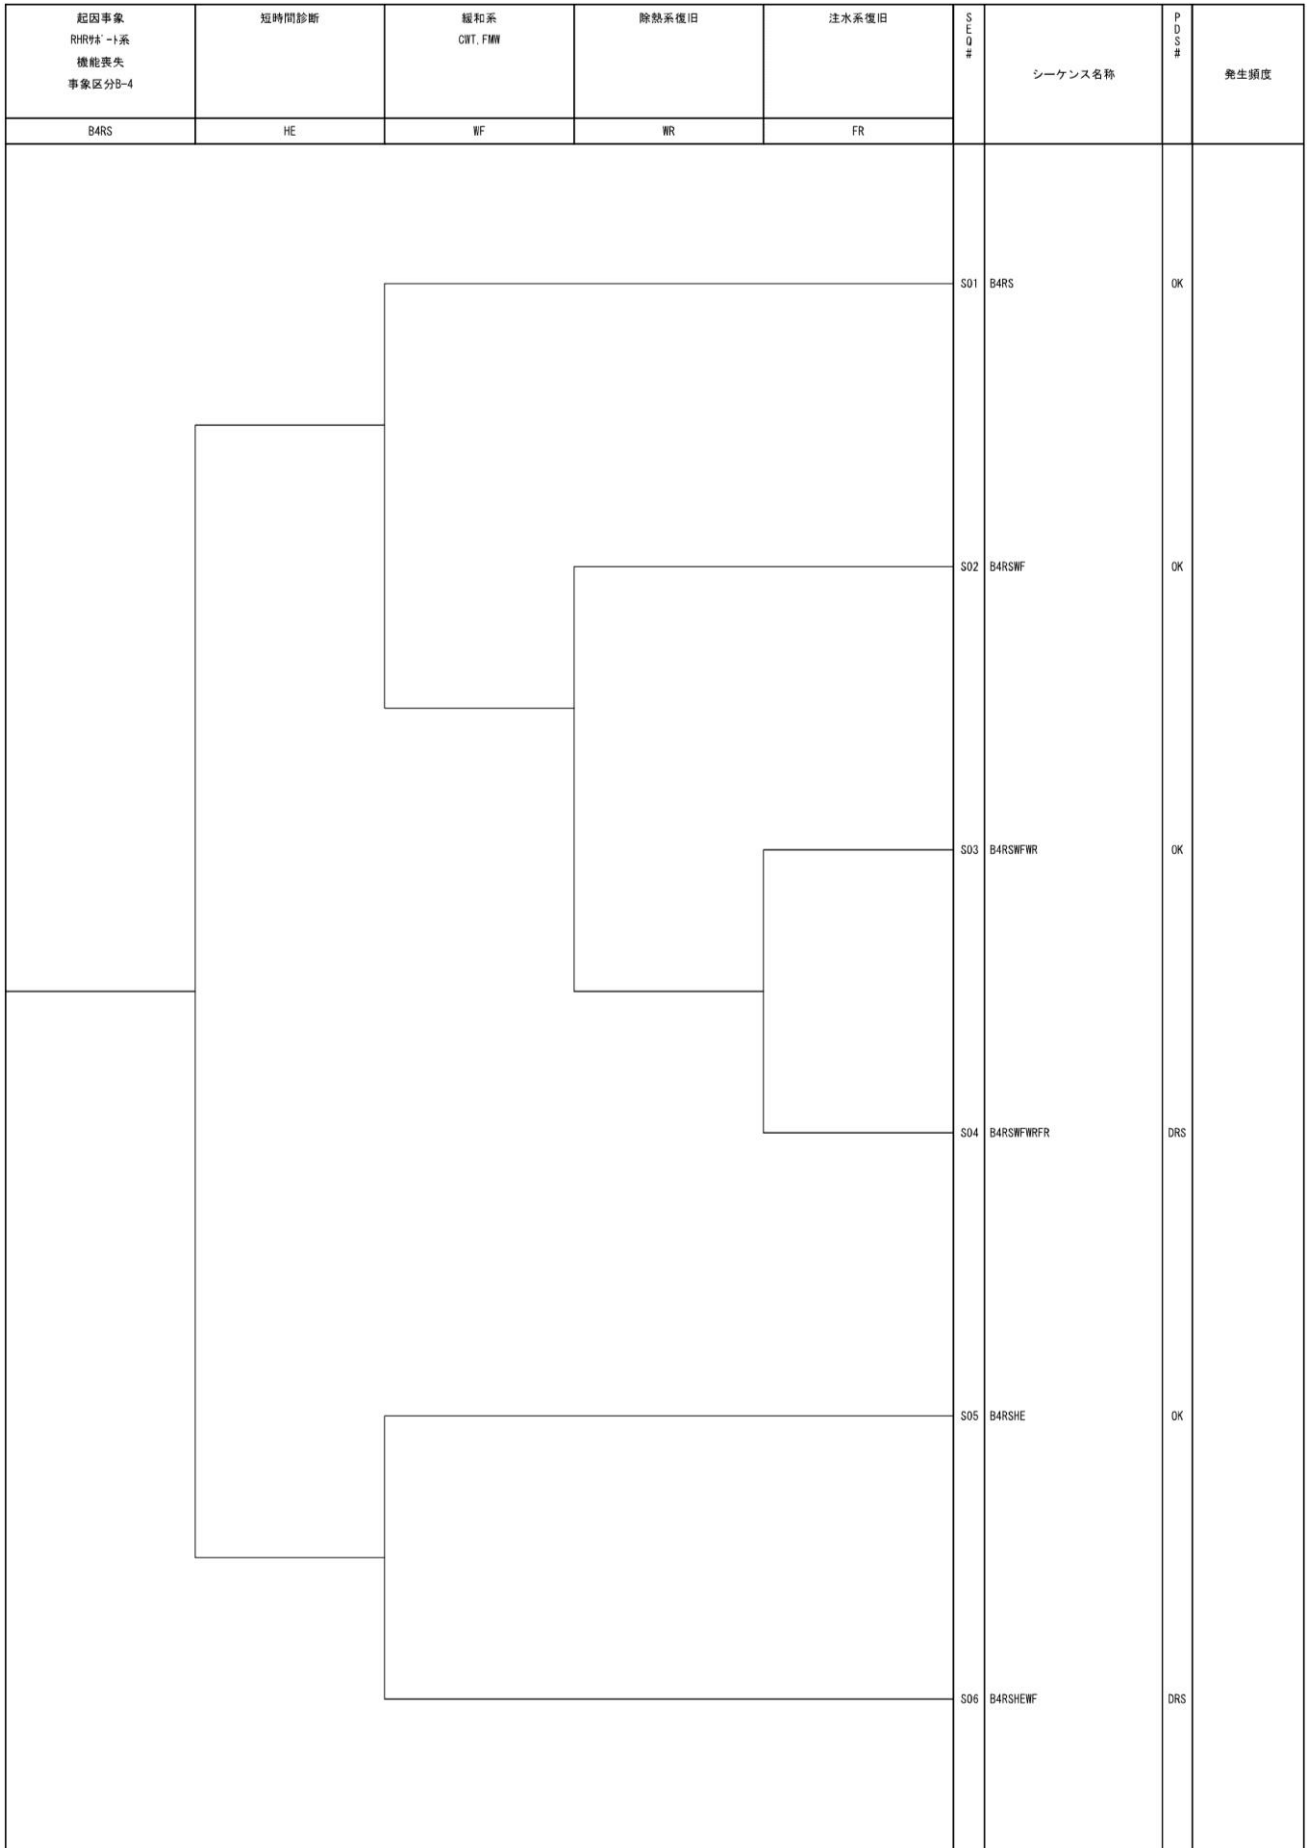 起因事象
RHRｻﾎﾟｰﾄ系
機能喪失
事象区分B-4
短時間診断
緩和系
CWT, FMW
除熱系復旧
注水系復旧
SEQ#
シーケンス名称
PDS#
発生頻度
B4RS
HE
WF
WR
FR
S01 B4RS OK
S02 B4RSWF OK
S03 B4RSWFWR OK
S04 B4RSWFWRFR DRS
S05 B4RSHE OK
S06 B4RSHEWF DRS